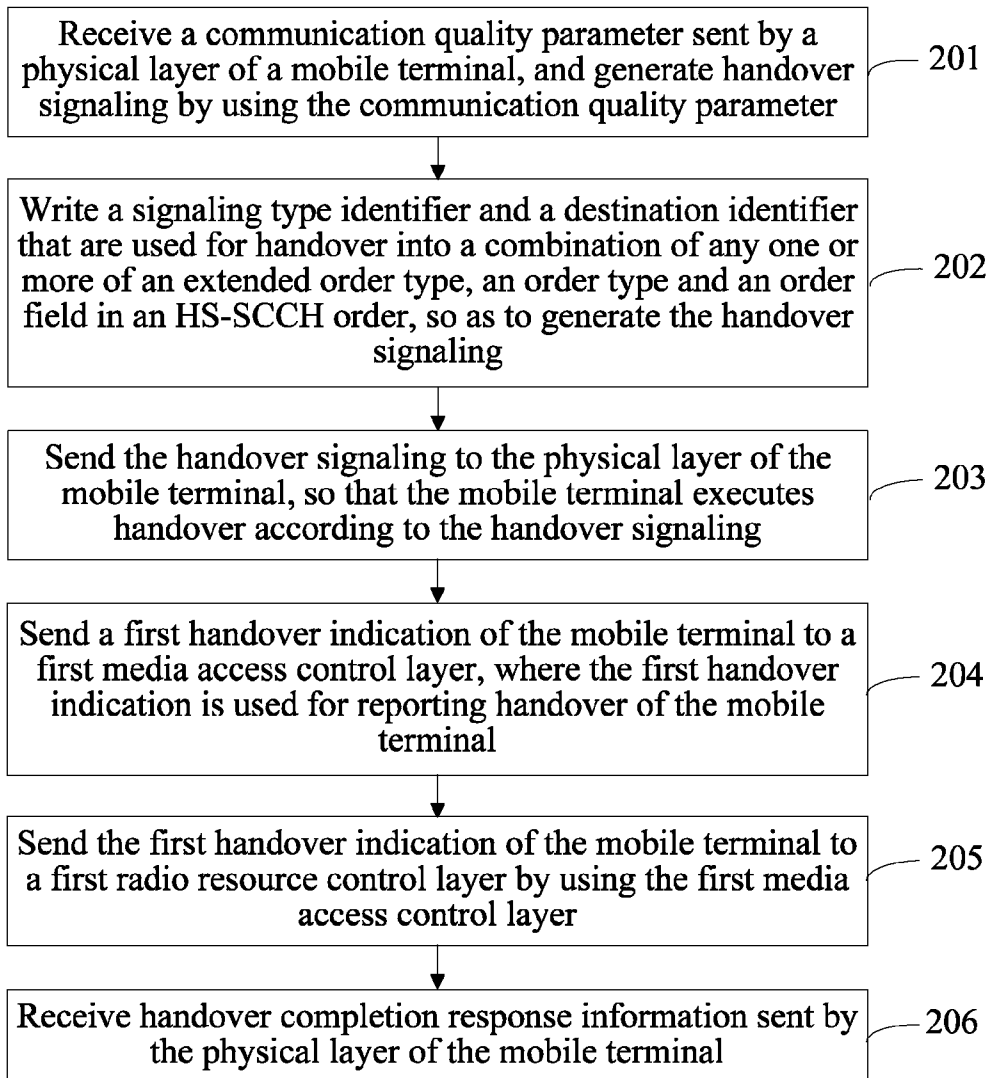 Receive a communication quality parameter sent by a
physical layer of a mobile terminal, and generate handover
signaling by using the communication quality parameter
201
Write a signaling type identifier and a destination identifier
that are used for handover into a combination of any one or
more of an extended order type, an order type and an order
field in an HS-SCCH order, so as to generate the handover
signaling
202
Send the handover signaling to the physical layer of the
mobile terminal, so that the mobile terminal executes
handover according to the handover signaling
203
Send a first handover indication of the mobile terminal to a
first media access control layer, where the first handover
indication is used for reporting handover of the mobile
terminal
204
Send the first handover indication of the mobile terminal to
a first radio resource control layer by using the first media
access control layer
205
Receive handover completion response information sent by
the physical layer of the mobile terminal
206